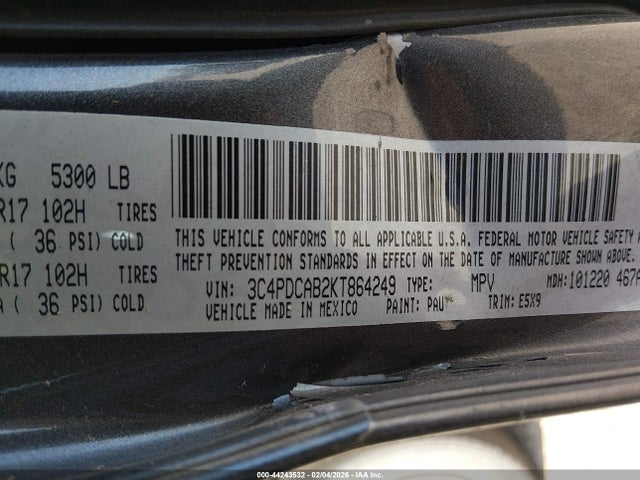 KG 5300 LB
R17 102H TIRES
( 36 PSI) COLD
R17 102H TIRES
A ( 36 PSI) COLD
THIS VEHICLE CONFORMS TO ALL APPLICABLE U.S.A. FEDERAL MOTOR VEHICLE SAFETY
THEFT PREVENTION STANDARDS IN EFFECT ON THE DATE OF MANUFACTURE SHOWN ABOVE.
VIN: 3C4PDCAB2KT864249 TYPE: MPV MDH: 101220 467A
VEHICLE MADE IN MEXICO PAINT: PAU TRIM: E5X9
000-44243532 - 02/04/2026 - COPYRIGHT IAA, LLC.